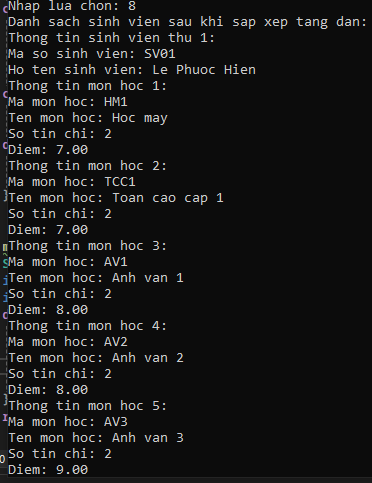 Nhap lua chon: 8
Danh sach sinh vien sau khi sap xep tang dan:
Thong tin sinh vien thu 1:
Ma so sinh vien: SV01
Ho ten sinh vien: Le Phuoc Hien
Thong tin mon hoc 1:
Ma mon hoc: HM1
Ten mon hoc: Hoc may
So tin chi: 2
Diem: 7.00
Thong tin mon hoc 2:
Ma mon hoc: TCC1
Ten mon hoc: Toan cao cap 1
So tin chi: 2
Diem: 7.00
Thong tin mon hoc 3:
Ma mon hoc: AV1
Ten mon hoc: Anh van 1
So tin chi: 2
Diem: 8.00
Thong tin mon hoc 4:
Ma mon hoc: AV2
Ten mon hoc: Anh van 2
So tin chi: 2
Diem: 8.00
Thong tin mon hoc 5:
Ma mon hoc: AV3
Ten mon hoc: Anh van 3
So tin chi: 2
Diem: 9.00